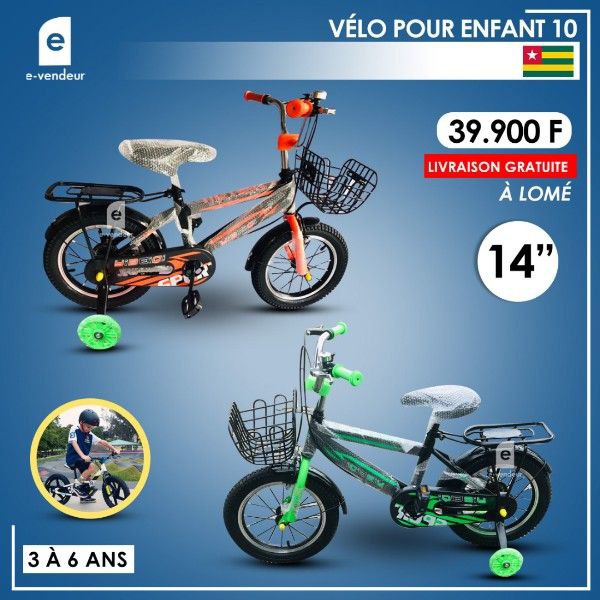 e
e-vendeur
VÉLO POUR ENFANT 10
39.900 F
LIVRAISON GRATUITE
À LOMÉ
14”
3 À 6 ANS